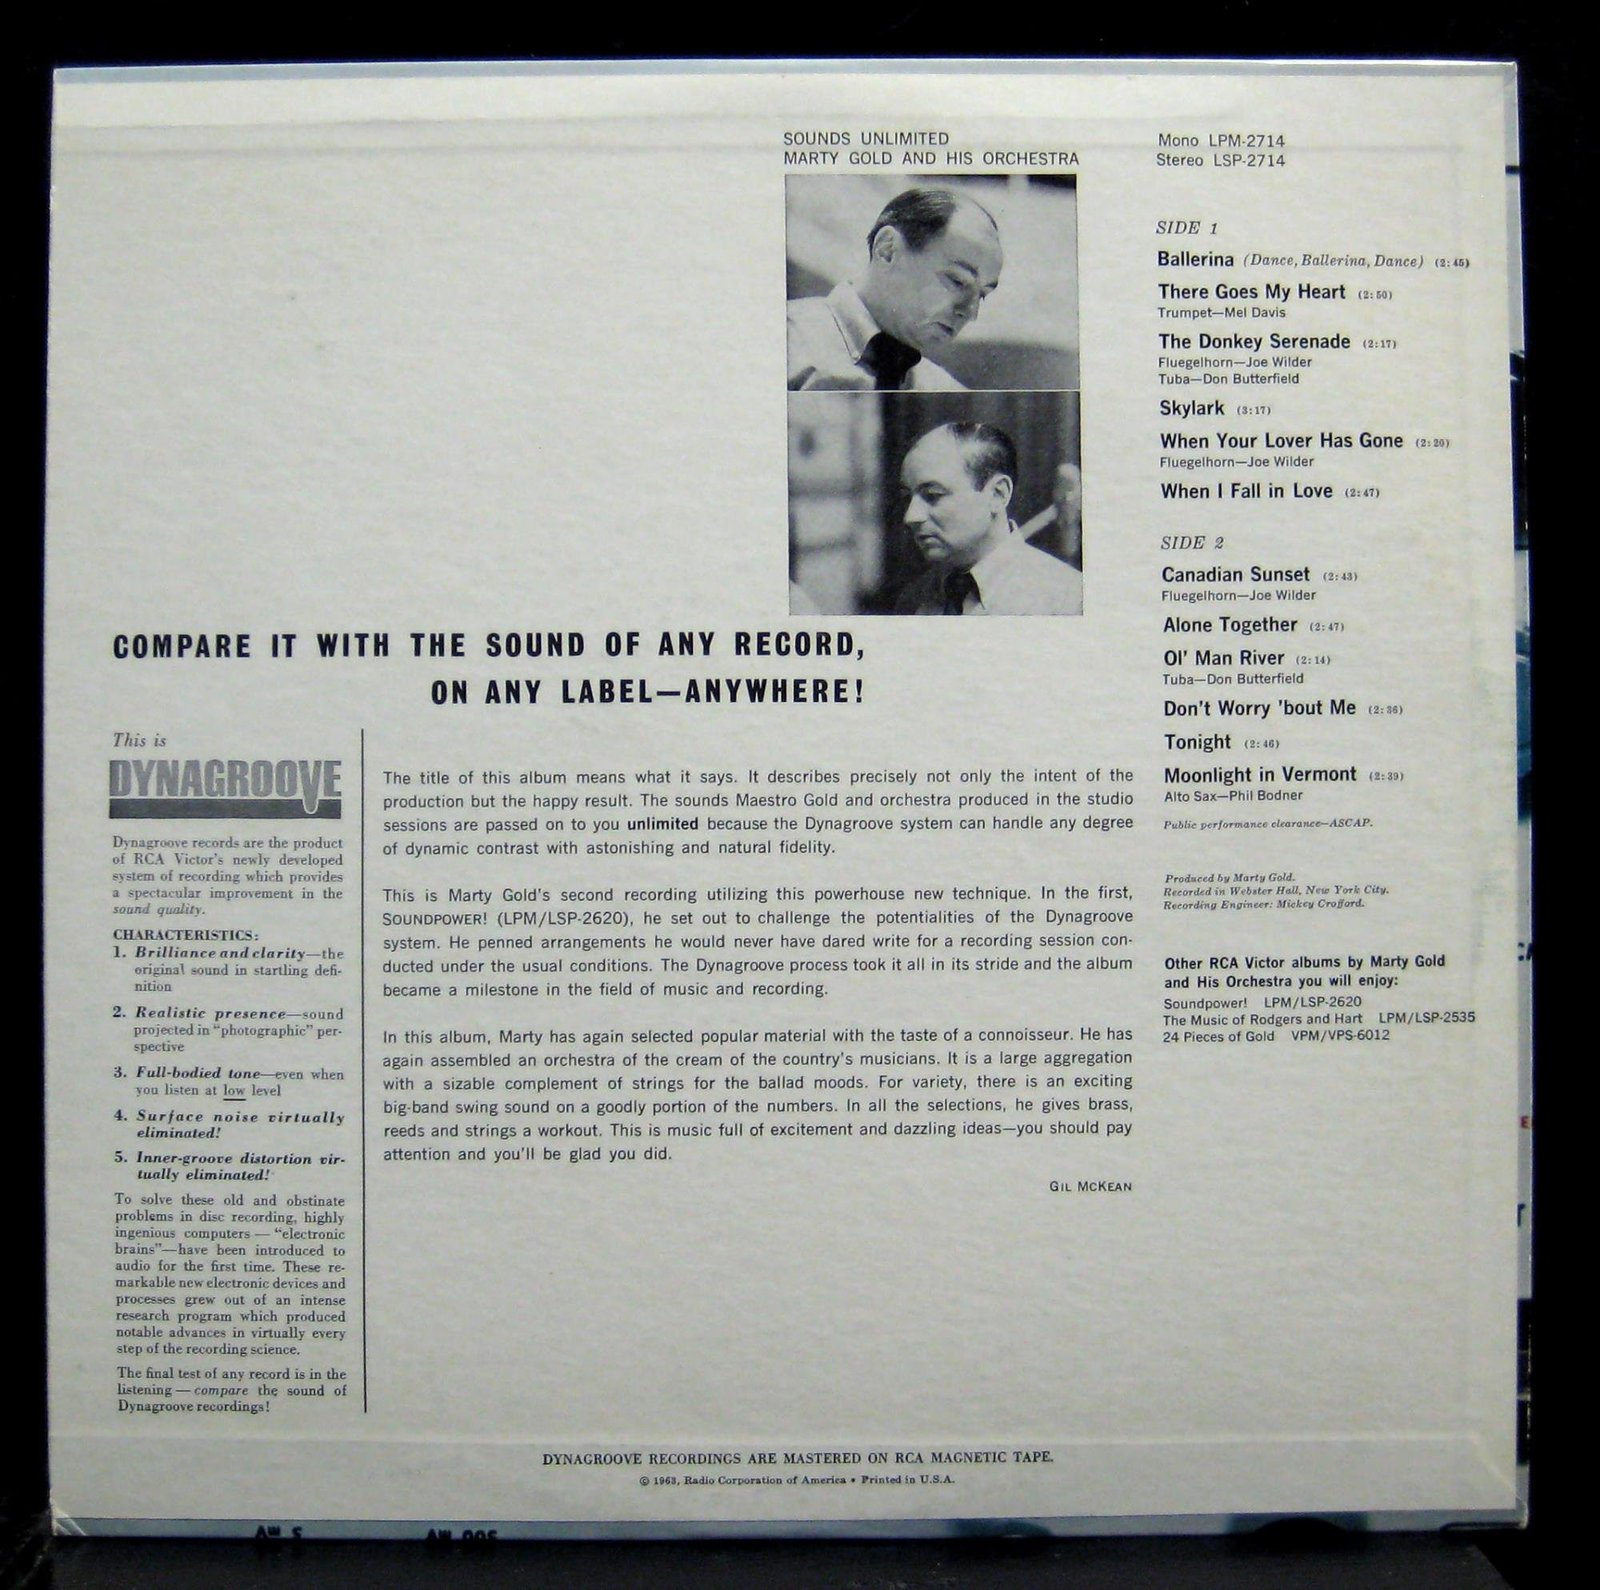 SOUNDS UNLIMITED
MARTY GOLD AND HIS ORCHESTRA
Mono LPM-2714
Stereo LSP-2714
SIDE 1
Ballerina (Dance, Ballerina, Dance) (2:45)
There Goes My Heart (2:50)
Trumpet—Mel Davis
The Donkey Serenade (2:17)
Fluegelhorn—Joe Wilder
Tuba—Don Butterfield
Skylark (3:17)
When Your Lover Has Gone (2:20)
Fluegelhorn—Joe Wilder
When I Fall in Love (2:47)
SIDE 2
Canadian Sunset (2:43)
Fluegelhorn—Joe Wilder
Alone Together (2:47)
Ol' Man River (2:14)
Tuba—Don Butterfield
Don't Worry 'bout Me (2:36)
Tonight (2:46)
Moonlight in Vermont (2:39)
Alto Sax—Phil Bodner
Public performance clearance—ASCAP.
Produced by Marty Gold.
Recorded in Webster Hall, New York City.
Recording Engineer: Mickey Crofford.
Other RCA Victor albums by Marty Gold
and His Orchestra you will enjoy:
Soundpower! LPM/LSP-2620
The Music of Rodgers and Hart LPM/LSP-2535
24 Pieces of Gold VPM/VPS-6012
COMPARE IT WITH THE SOUND OF ANY RECORD,
ON ANY LABEL—ANYWHERE!
This is
DYNAGROOVE
Dynagroove records are the product
of RCA Victor's newly developed
system of recording which provides
a spectacular improvement in the
sound quality.
CHARACTERISTICS:
1. Brilliance and clarity—the
original sound in startling defi-
nition
2. Realistic presence—sound
projected in "photographic" per-
spective
3. Full-bodied tone—even when
you listen at low level
4. Surface noise virtually
eliminated!
5. Inner-groove distortion vir-
tually eliminated!
To solve these old and obstinate
problems in disc recording, highly
ingenious computers — "electronic
brains"—have been introduced to
audio for the first time. These re-
markable new electronic devices and
processes grew out of an intense
research program which produced
notable advances in virtually every
step of the recording science.
The final test of any record is in the
listening — compare the sound of
Dynagroove recordings!
The title of this album means what it says. It describes precisely not only the intent of the
production but the happy result. The sounds Maestro Gold and orchestra produced in the studio
sessions are passed on to you unlimited because the Dynagroove system can handle any degree
of dynamic contrast with astonishing and natural fidelity.
This is Marty Gold's second recording utilizing this powerhouse new technique. In the first,
SOUNDPOWER! (LPM/LSP-2620), he set out to challenge the potentialities of the Dynagroove
system. He penned arrangements he would never have dared write for a recording session con-
ducted under the usual conditions. The Dynagroove process took it all in its stride and the album
became a milestone in the field of music and recording.
In this album, Marty has again selected popular material with the taste of a connoisseur. He has
again assembled an orchestra of the cream of the country's musicians. It is a large aggregation
with a sizable complement of strings for the ballad moods. For variety, there is an exciting
big-band swing sound on a goodly portion of the numbers. In all the selections, he gives brass,
reeds and strings a workout. This is music full of excitement and dazzling ideas—you should pay
attention and you'll be glad you did.
GIL MCKEAN
DYNAGROOVE RECORDINGS ARE MASTERED ON RCA MAGNETIC TAPE.
© 1963, Radio Corporation of America • Printed in U.S.A.